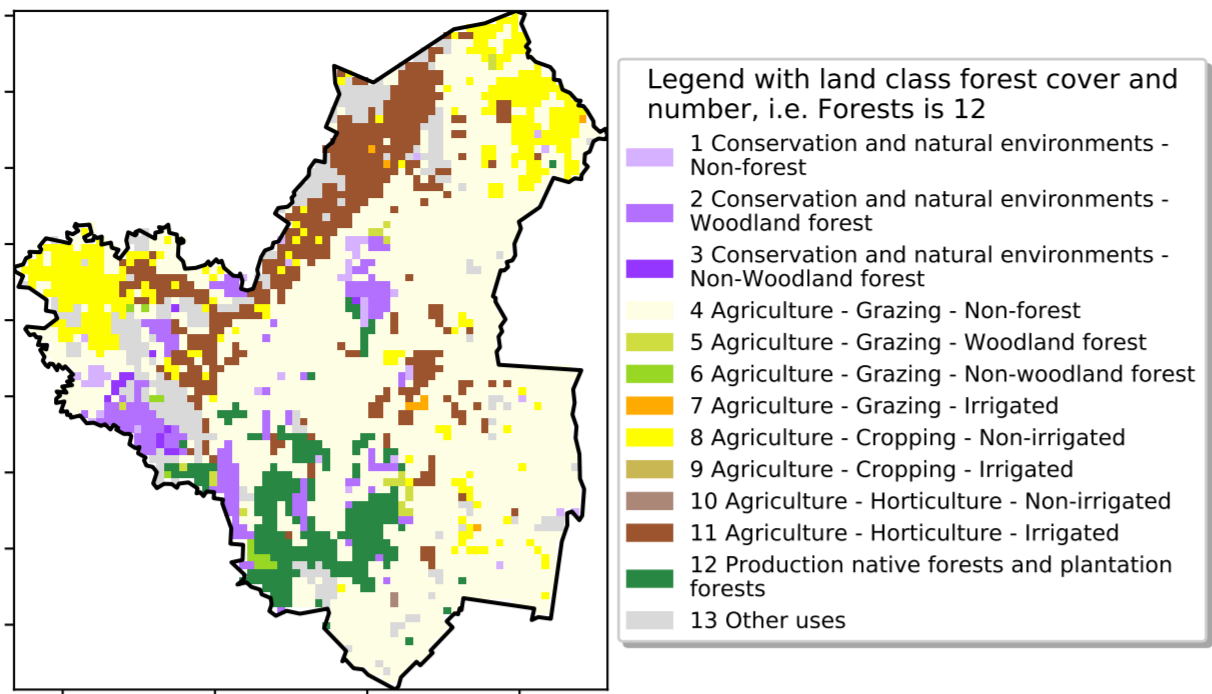 Legend with land class forest cover and
number, i.e. Forests is 12
1 Conservation and natural environments -
Non-forest
2 Conservation and natural environments -
Woodland forest
3 Conservation and natural environments -
Non-Woodland forest
4 Agriculture - Grazing - Non-forest
5 Agriculture - Grazing - Woodland forest
6 Agriculture - Grazing - Non-woodland forest
7 Agriculture - Grazing - Irrigated
8 Agriculture - Cropping - Non-irrigated
9 Agriculture - Cropping - Irrigated
10 Agriculture - Horticulture - Non-irrigated
11 Agriculture - Horticulture - Irrigated
12 Production native forests and plantation
forests
13 Other uses